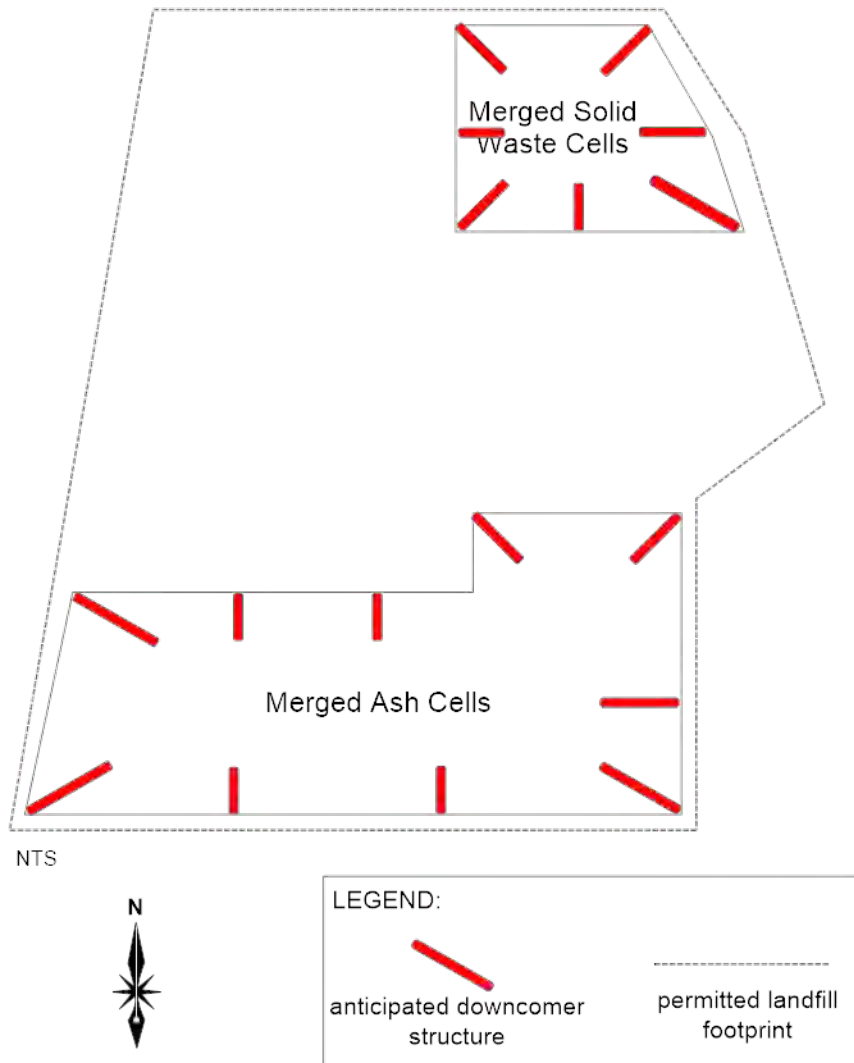 Merged Solid
Waste Cells
Merged Ash Cells
NTS
N
LEGEND:
anticipated downcomer
structure
permitted landfill
footprint